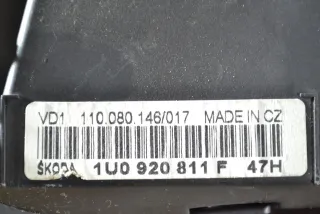 VD1 110.080.146/017 MADE IN CZ
ŠKODA 1U0 920 811 F 47H